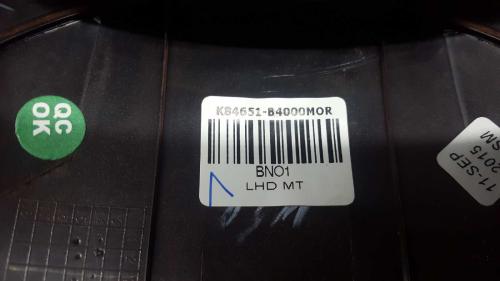 QC
OK
K84651-B4000MOR
BNO1
LHD MT
11-SEP
2015
SM